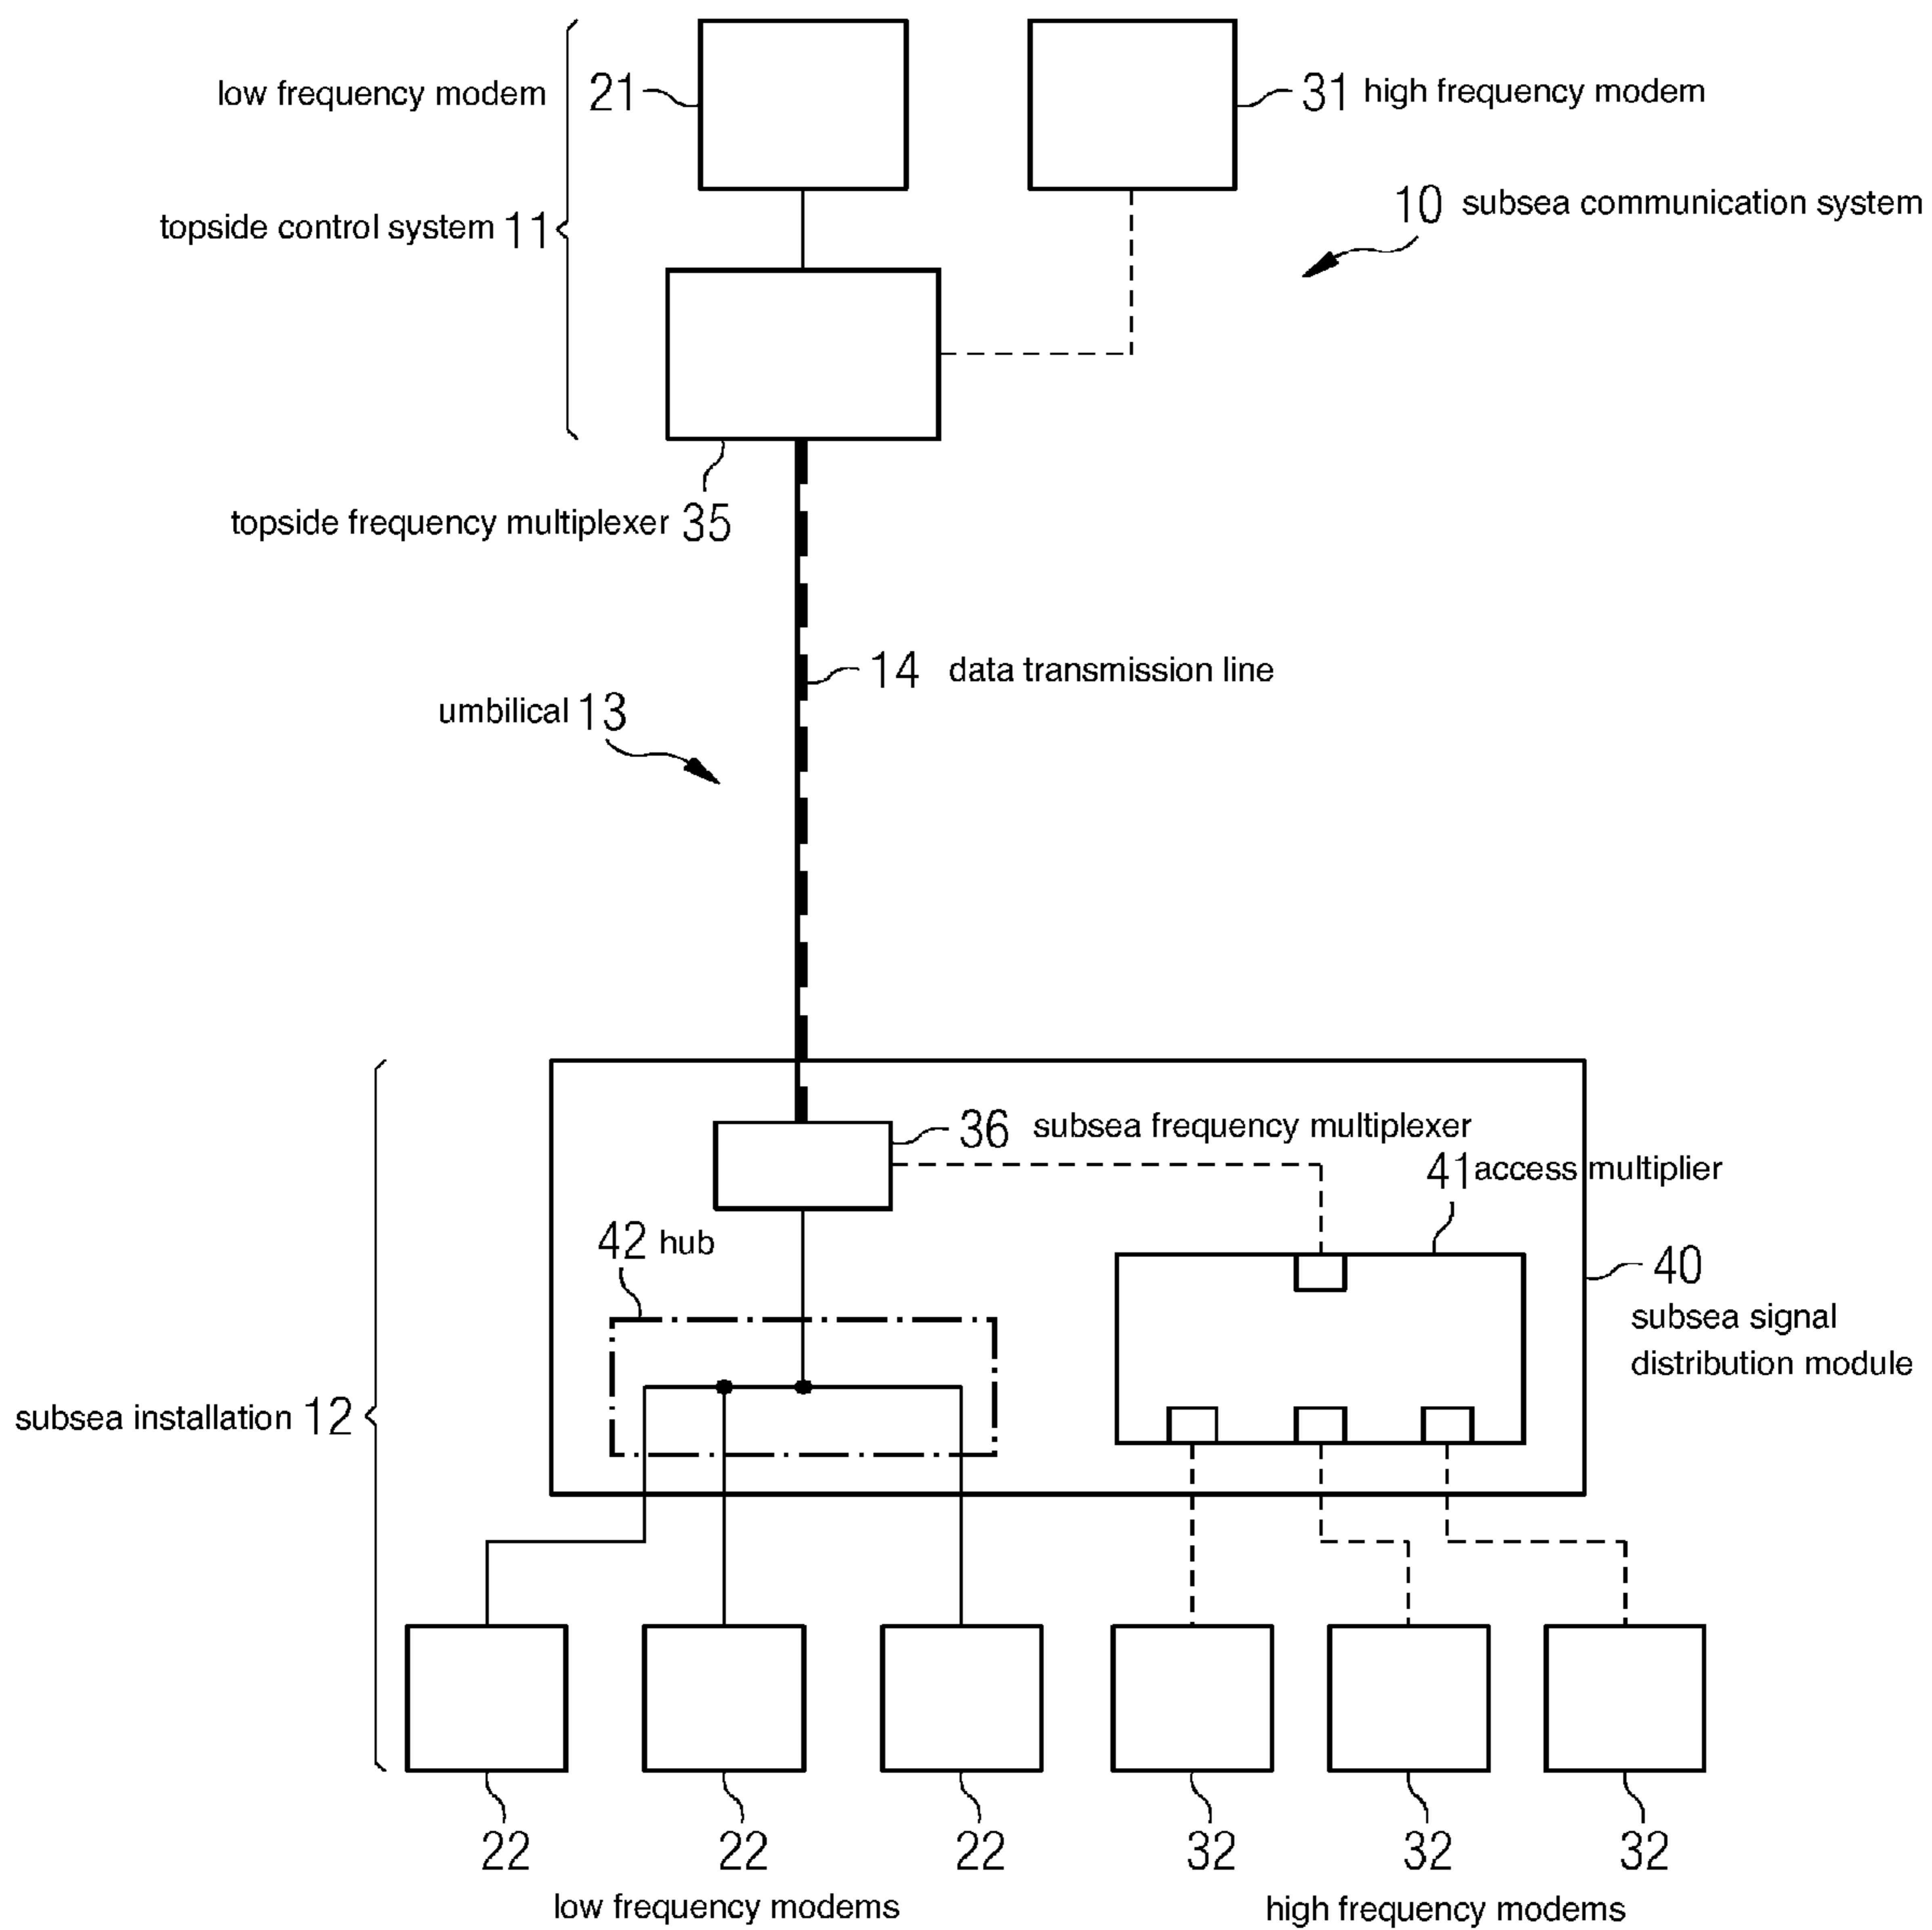 low frequency modem 21
31 high frequency modem
10 subsea communication system
topside control system 11
topside frequency multiplexer 35
14 data transmission line
umbilical 13
36 subsea frequency multiplexer
41 access multiplier
42 hub
40
subsea signal
distribution module
subsea installation 12
22 22 22 32 32 32
low frequency modems high frequency modems